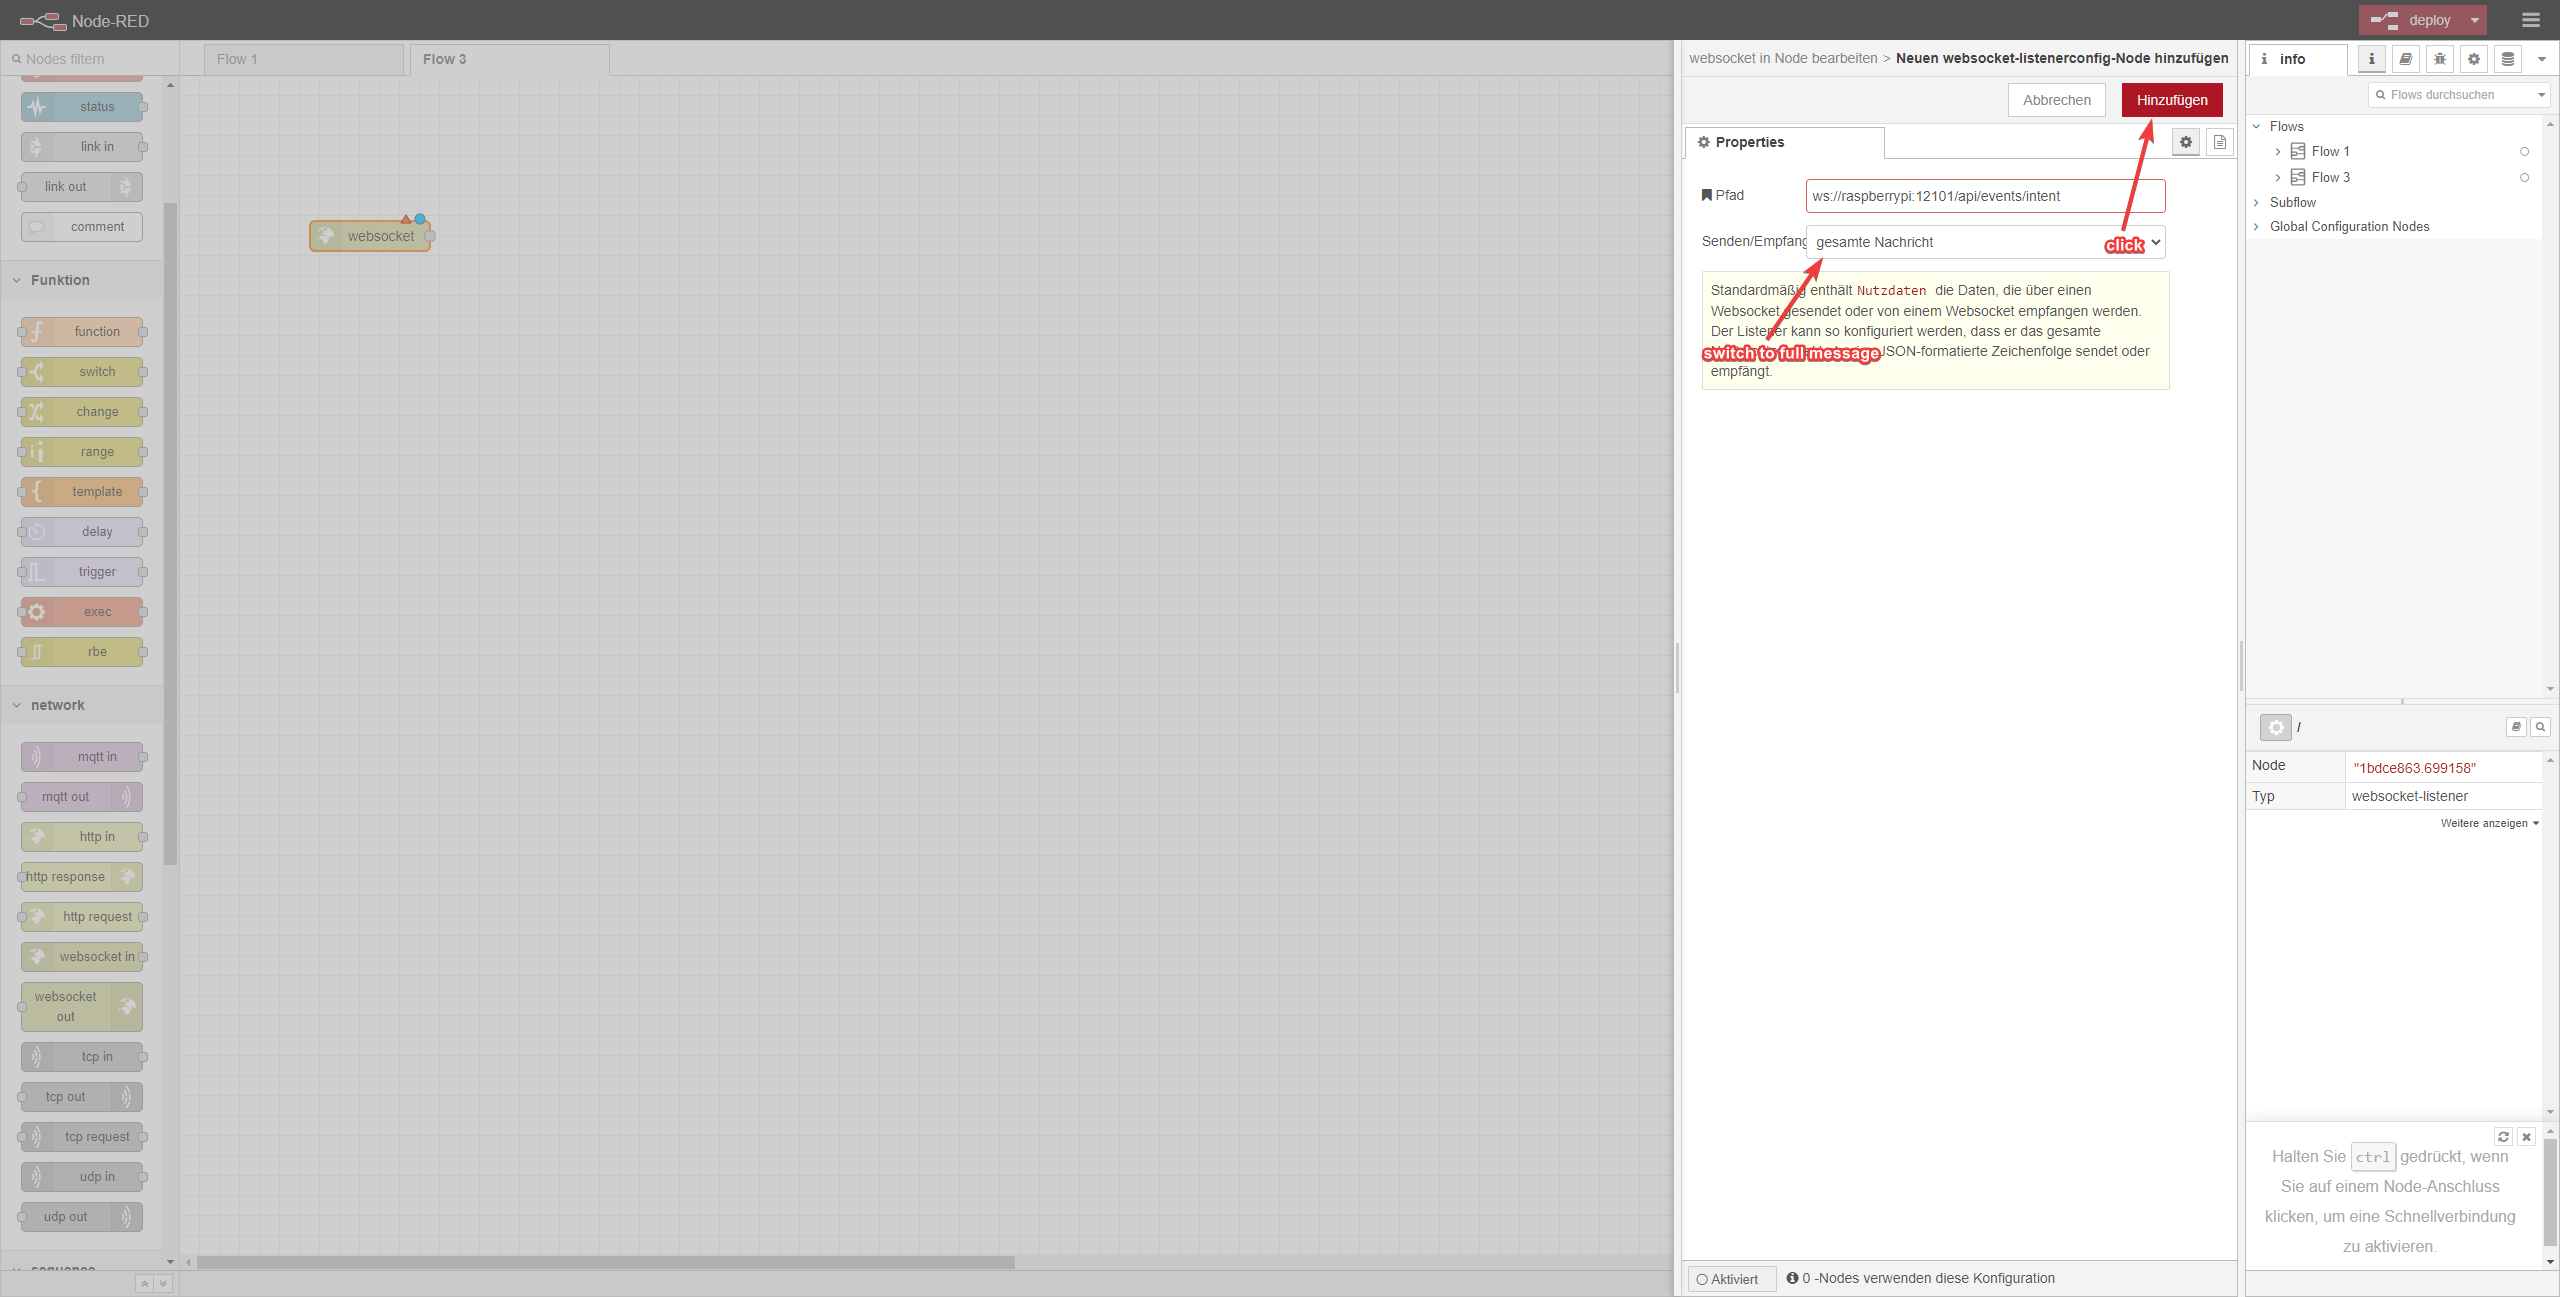 Node-RED
deploy
Nodes filtern
status
link in
link out
comment
Funktion
function
switch
change
range
template
delay
trigger
exec
rbe
network
mqtt in
mqtt out
http in
http response
http request
websocket in
websocket
out
tcp in
tcp out
tcp request
udp in
udp out
sequence
Flow 1
Flow 3
websocket
websocket in Node bearbeiten > Neuen websocket-listenerconfig-Node hinzufügen
Abbrechen
Hinzufügen
Properties
Pfad
ws://raspberrypi:12101/api/events/intent
Senden/Empfang
gesamte Nachricht
click
Standardmäßig enthält Nutzdaten die Daten, die über einen
Websocket gesendet oder von einem Websocket empfangen werden.
Der Listener kann so konfiguriert werden, dass er das gesamte
JSON-formatierte Zeichenfolge sendet oder
empfängt.
switch to full message
Aktiviert
0 -Nodes verwenden diese Konfiguration
info
Flows durchsuchen
Flows
Flow 1
Flow 3
Subflow
Global Configuration Nodes
/
Node
"1bdce863.699158"
Typ
websocket-listener
Weitere anzeigen
Halten Sie ctrl gedrückt, wenn
Sie auf einem Node-Anschluss
klicken, um eine Schnellverbindung
zu aktivieren.